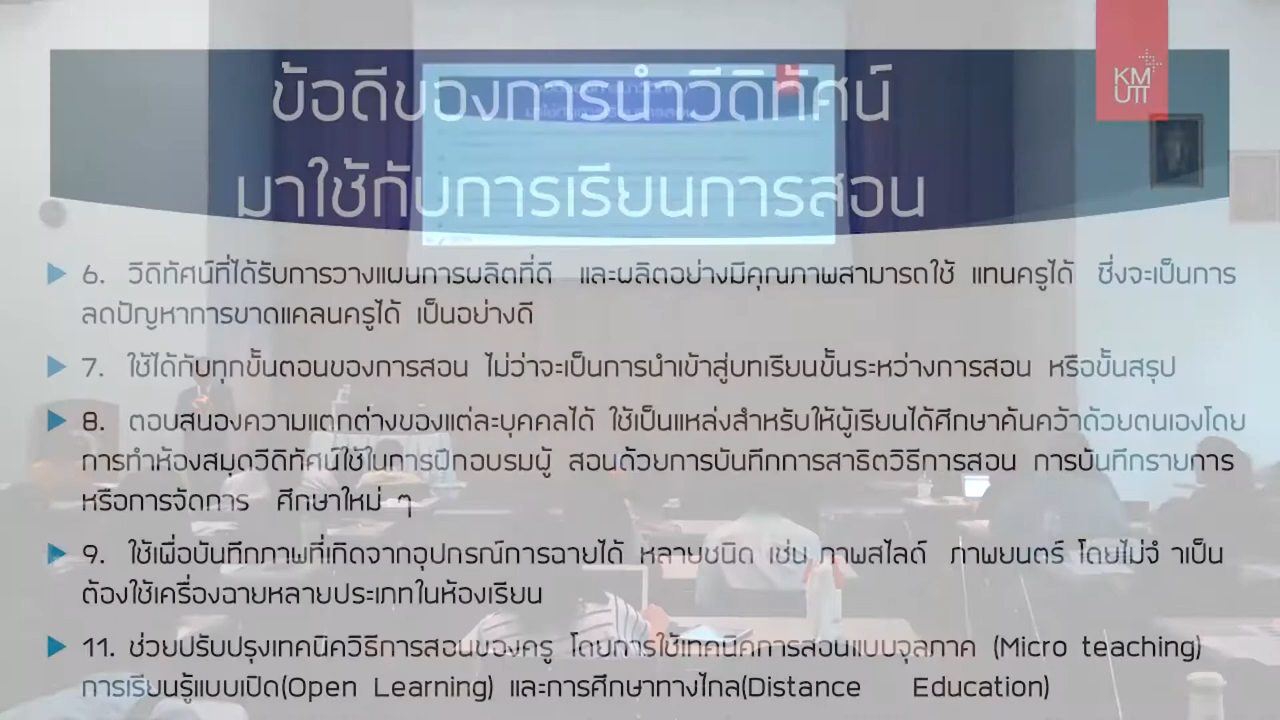 KM
UTT
ข้อดีของการนำวีดิทัศน์
มาใช้กับการเรียนการสอน
6. วีดิทัศน์ที่ได้รับการวางแผนการผลิตที่ดี และผลิตอย่างมีคุณภาพสามารถใช้ แทนครูได้ ซึ่งจะเป็นการ
ลดปัญหาการขาดแคลนครูได้ เป็นอย่างดี
7. ใช้ได้กับทุกขั้นตอนของการสอน ไม่ว่าจะเป็นการนำเข้าสู่บทเรียนขั้นระหว่างการสอน หรือขั้นสรุป
8. ตอบสนองความแตกต่างของแต่ละบุคคลได้ ใช้เป็นแหล่งสำหรับให้ผู้เรียนได้ศึกษาค้นคว้าด้วยตนเองโดย
การทำห้องสมุดวีดิทัศน์ใช้ในการฝึกอบรมผู้ สอนด้วยการบันทึกการสาธิตวิธีการสอน การบันทึกรายการ
หรือการจัดการ ศึกษาใหม่ ๆ
9. ใช้เพื่อบันทึกภาพที่เกิดจากอุปกรณ์การฉายได้ หลายชนิด เช่น ภาพสไลด์ ภาพยนตร์ โดยไม่จํ าเป็น
ต้องใช้เครื่องฉายหลายประเภทในห้องเรียน
11. ช่วยปรับปรุงเทคนิควิธีการสอนของครู โดยการใช้เทคนิคการสอนแบบจุลภาค (Micro teaching)
การเรียนรู้แบบเปิด(Open Learning) และการศึกษาทางไกล(Distance Education)